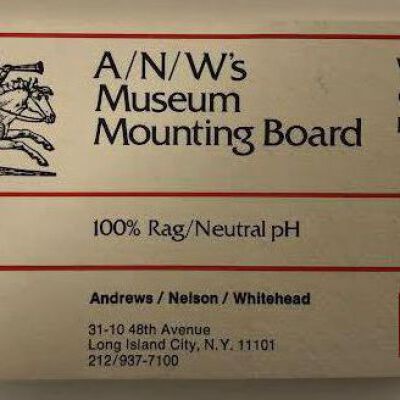 A/N/W's
Museum
Mounting Board
100% Rag/Neutral pH
Andrews / Nelson / Whitehead
31-10 48th Avenue
Long Island City, N.Y. 11101
212/937-7100